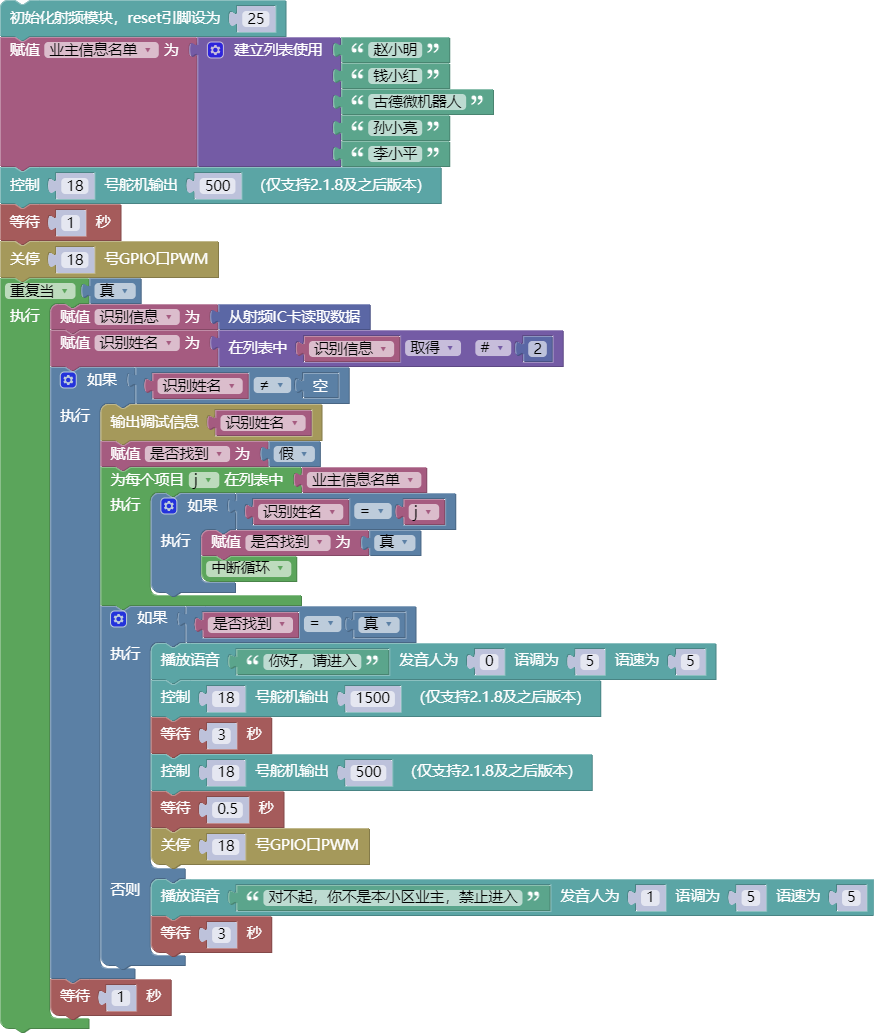 初始化射频模块，reset引脚设为 25
赋值 业主信息名单 为 建立列表使用 “ 赵小明 ”
“ 钱小红 ”
“ 古德微机器人 ”
“ 孙小亮 ”
“ 李小平 ”
控制 18 号舵机输出 500 (仅支持2.1.8及之后版本)
等待 1 秒
关停 18 号GPIO口PWM
重复当 真
执行 赋值 识别信息 为 从射频IC卡读取数据
赋值 识别姓名 为 在列表中 识别信息 取得 # 2
如果 识别姓名 ≠ 空
执行 输出调试信息 识别姓名
赋值 是否找到 为 假
为每个项目 j 在列表中 业主信息名单
执行 如果 识别姓名 = j
执行 赋值 是否找到 为 真
中断循环
如果 是否找到 = 真
执行 播放语音 “ 你好，请进入 ” 发音人为 0 语调为 5 语速为 5
控制 18 号舵机输出 1500 (仅支持2.1.8及之后版本)
等待 3 秒
控制 18 号舵机输出 500 (仅支持2.1.8及之后版本)
等待 0.5 秒
关停 18 号GPIO口PWM
否则 播放语音 “ 对不起，你不是本小区业主，禁止进入 ” 发音人为 1 语调为 5 语速为 5
等待 3 秒
等待 1 秒